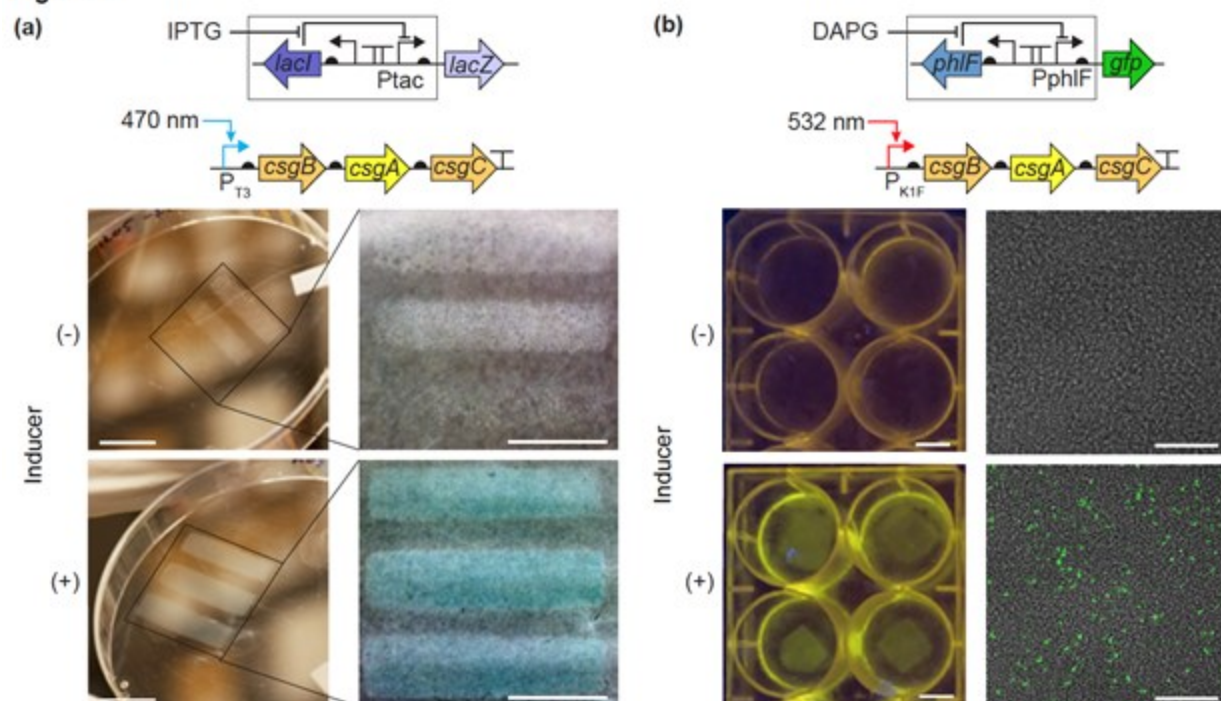 (a)
IPTG
lacI
Ptac
lacZ
470 nm
PT3
csgB
csgA
csgC
(-)
Inducer
(+)
(b)
DAPG
phlF
PphlF
gfp
532 nm
PK1F
csgB
csgA
csgC
(-)
Inducer
(+)